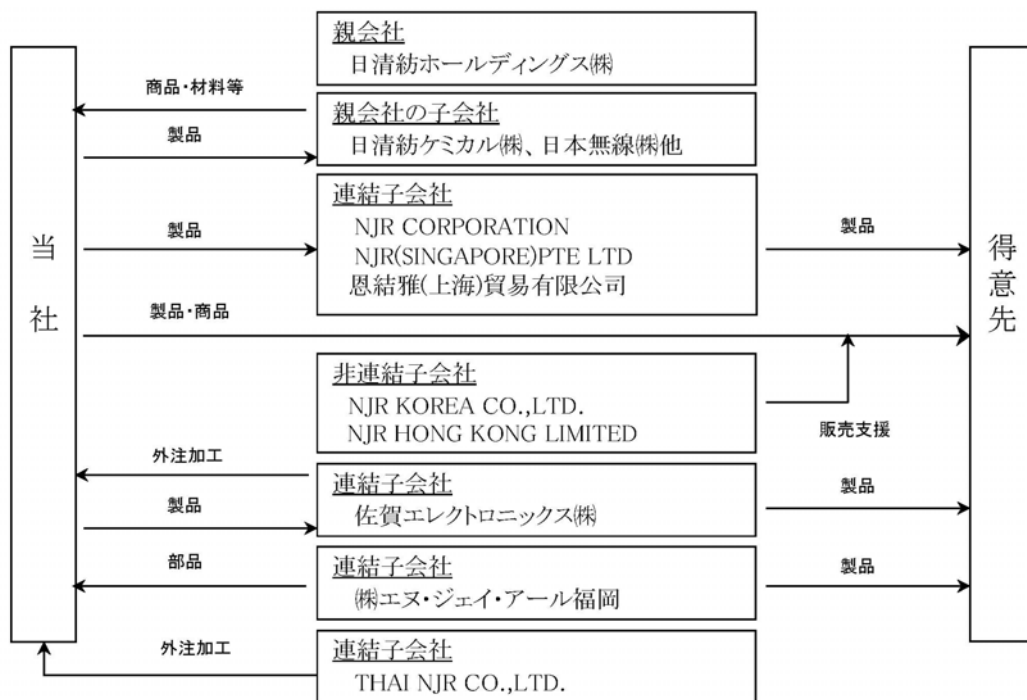 親会社
日清紡ホールディングス㈱
商品・材料等
親会社の子会社
製品
日清紡ケミカル㈱、日本無線㈱他
連結子会社
NJR CORPORATION
製品
NJR(SINGAPORE)PTE LTD
製品
恩結雅(上海)貿易有限公司
当社
得意先
製品・商品
非連結子会社
NJR KOREA CO.,LTD.
NJR HONG KONG LIMITED
販売支援
外注加工
連結子会社
製品
佐賀エレクトロニックス㈱
製品
部品
連結子会社
製品
㈱エヌ・ジェイ・アール福岡
外注加工
連結子会社
THAI NJR CO.,LTD.